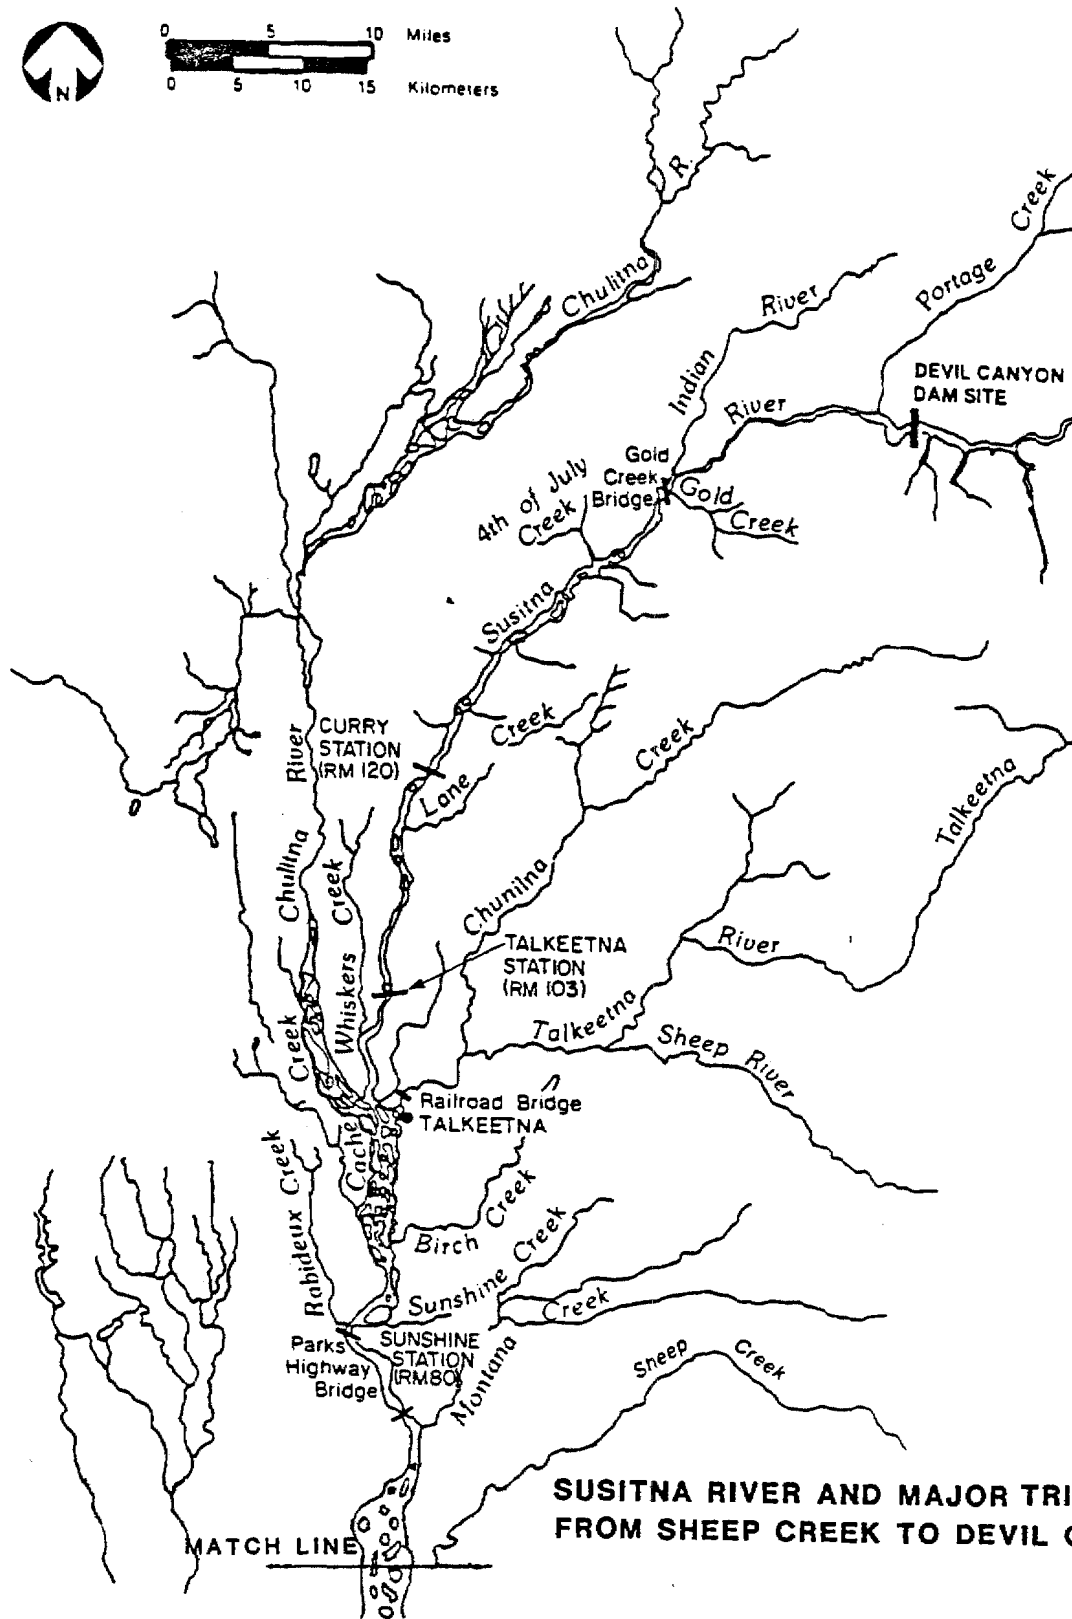 0 5 10 Miles
0 5 10 15 Kilometers
N
R.
Chulitna
Creek
Portage
River
Indian
DEVIL CANYON
DAM SITE
River
Gold
Creek
Bridge
Gold
Creek
4th of July
Creek
Susitna
CURRY
STATION
(RM 120)
River
Chulitna
Creek
Lane
Creek
Talkeetna
Creek
Whiskers
Chunilna
TALKEETNA
STATION
(RM 103)
River
Talkeetna
Sheep River
Creek
Cache
Railroad Bridge
TALKEETNA
Rabideux Creek
Birch Creek
Sunshine Creek
Creek
Montana
Parks
Highway
Bridge
SUNSHINE
STATION
(RM80)
Sheep Creek
SUSITNA RIVER AND MAJOR TRI
FROM SHEEP CREEK TO DEVIL C
MATCH LINE